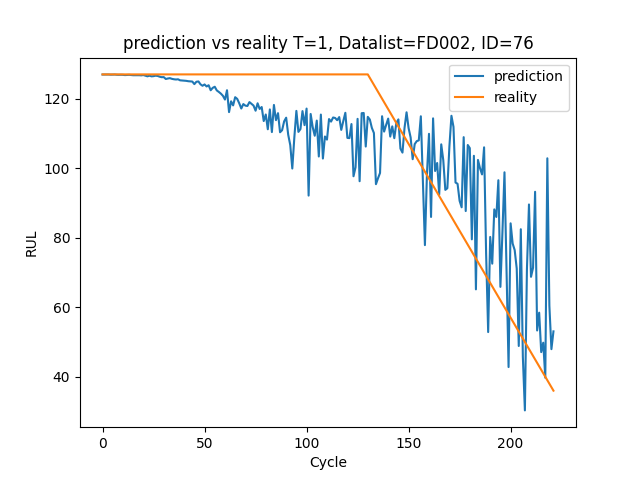 prediction vs reality T=1, Datalist=FD002, ID=76
prediction
reality
RUL
120
100
80
60
40
0
50
100
150
200
Cycle